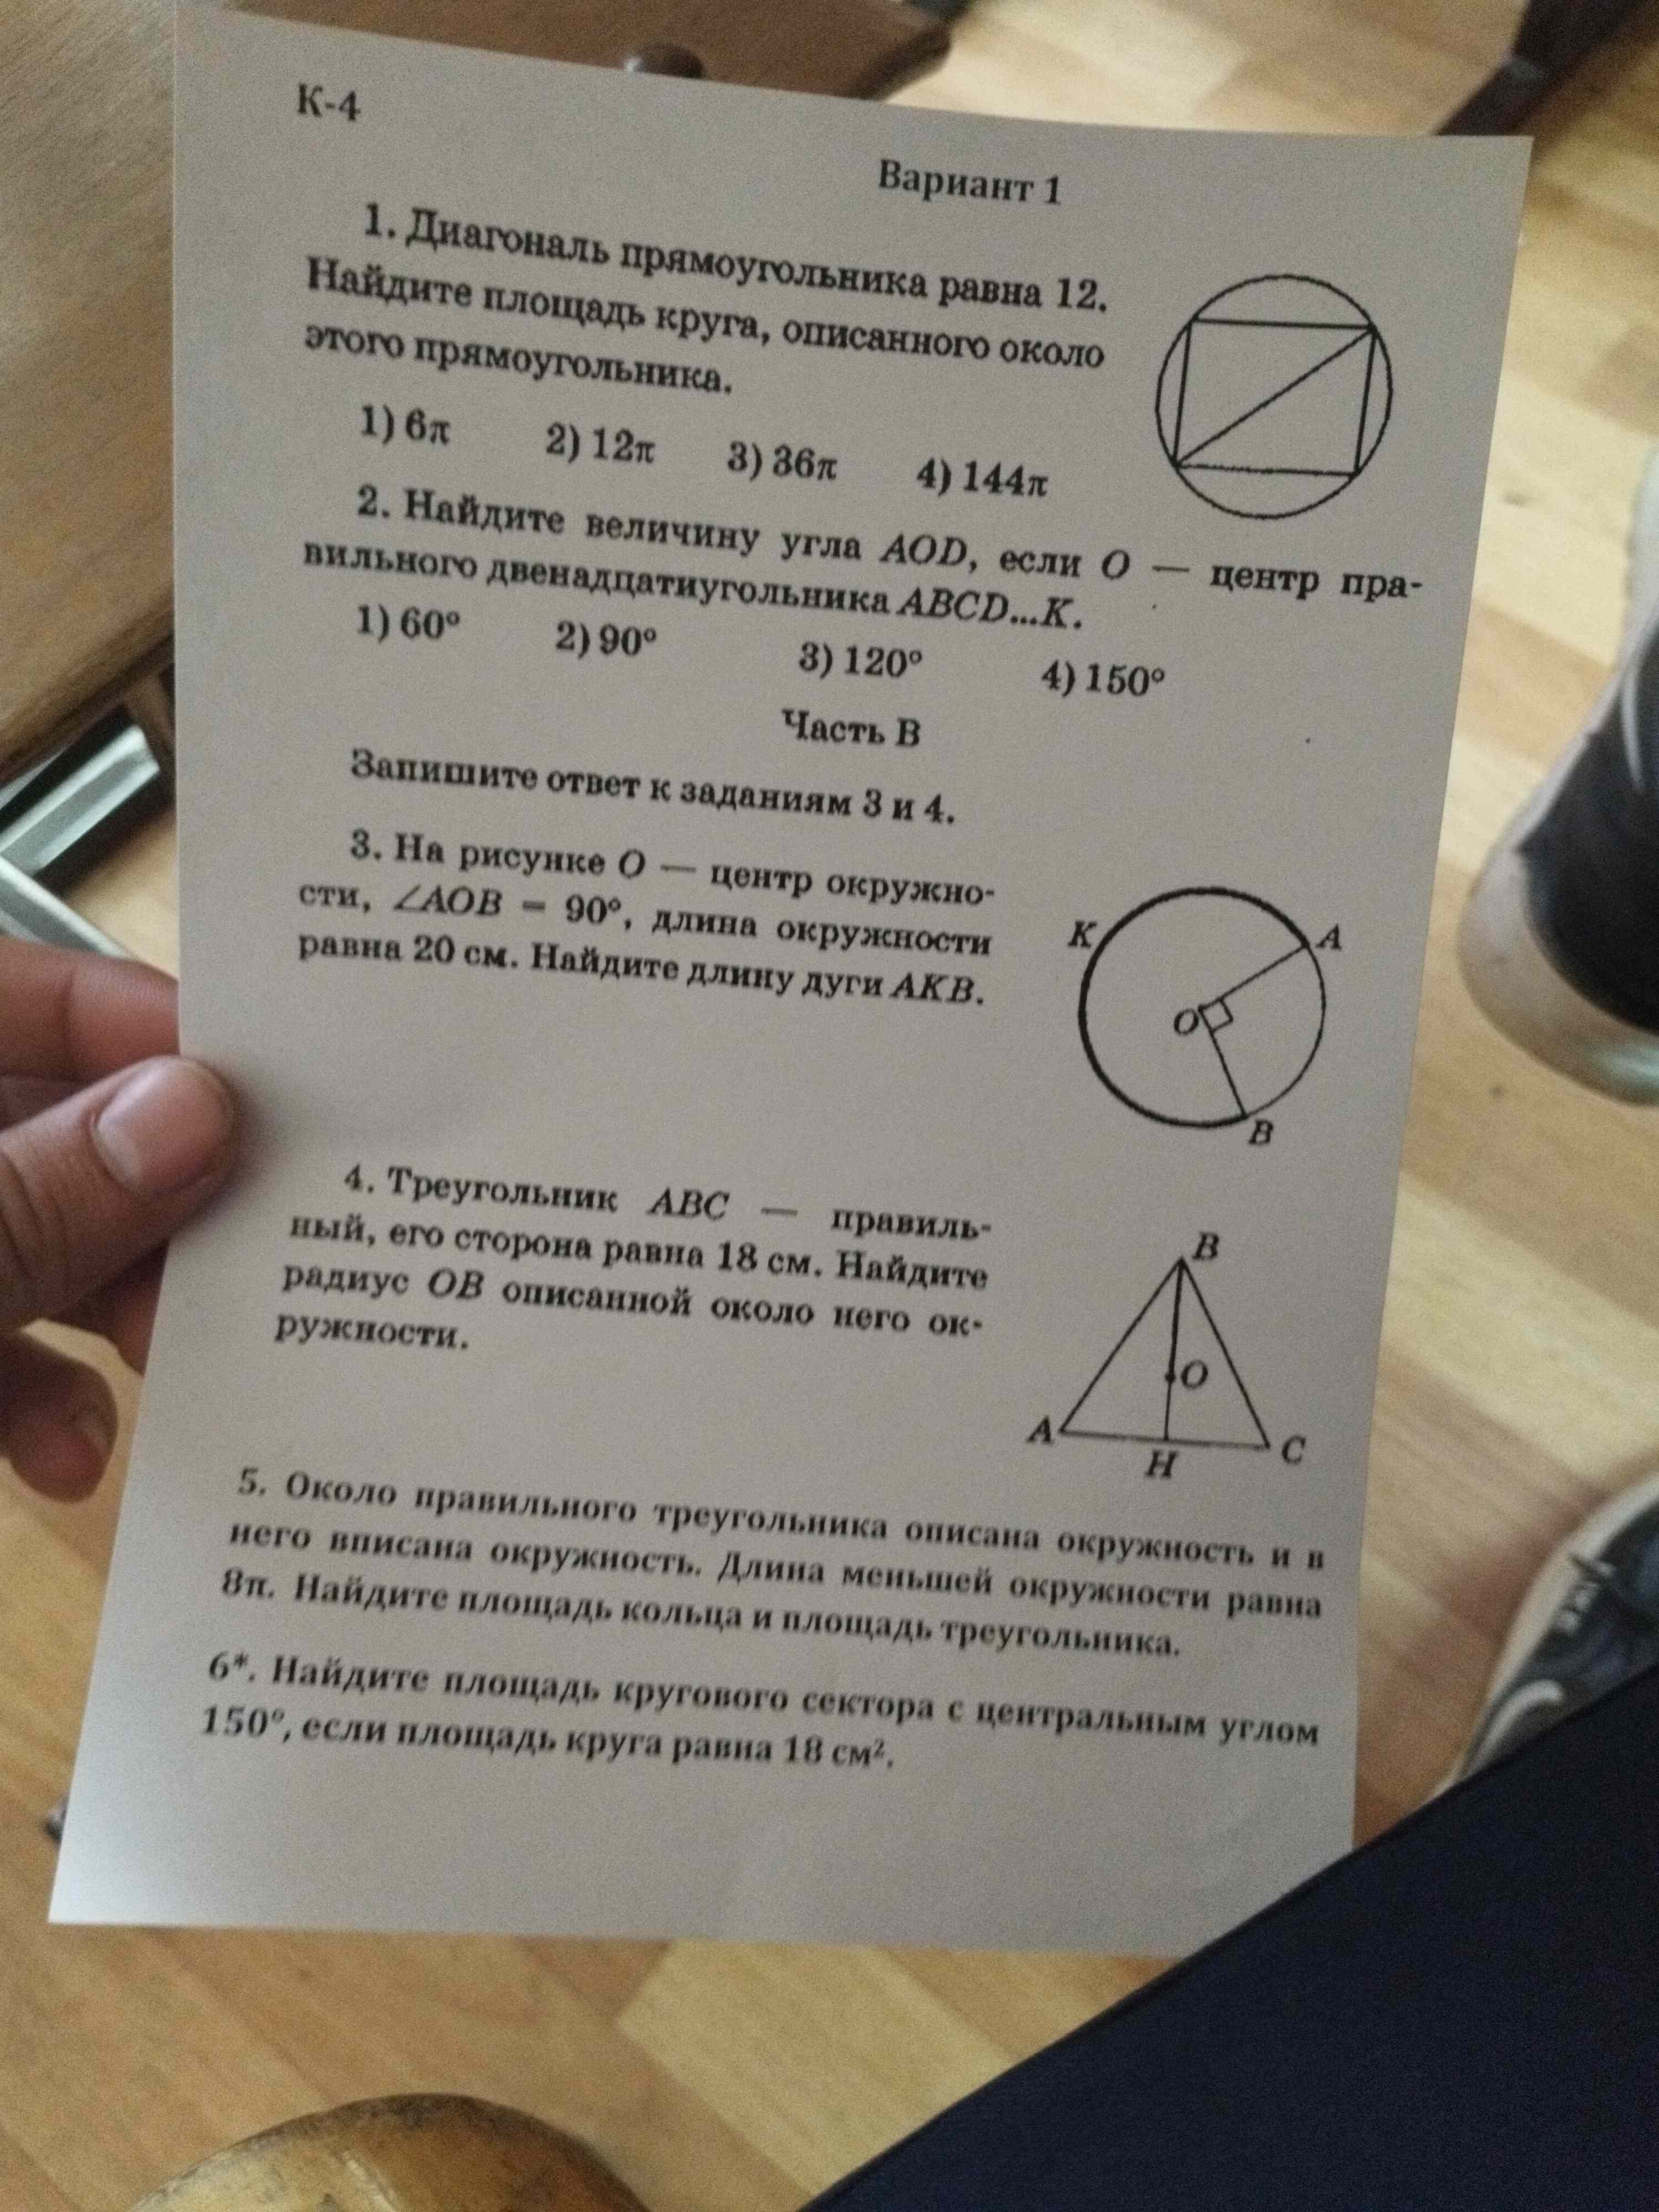 К-4
Вариант 1
1. Диагональ прямоугольника равна 12.
Найдите площадь круга, описанного около
этого прямоугольника.
1) 6π 2) 12π 3) 36π 4) 144π
2. Найдите величину угла AOD, если O — центр пра-
вильного двенадцатиугольника ABCD...K.
1) 60° 2) 90° 3) 120° 4) 150°
Часть В
Запишите ответ к заданиям 3 и 4.
3. На рисунке O — центр окружно-
сти, ∠AOB = 90°, длина окружности
равна 20 см. Найдите длину дуги AKB.
K
A
O
B
4. Треугольник ABC — правиль-
ный, его сторона равна 18 см. Найдите
радиус OB описанной около него ок-
ружности.
B
O
A
H
C
5. Около правильного треугольника описана окружность и в
него вписана окружность. Длина меньшей окружности равна
8π. Найдите площадь кольца и площадь треугольника.
6*. Найдите площадь кругового сектора с центральным углом
150°, если площадь круга равна 18 см².